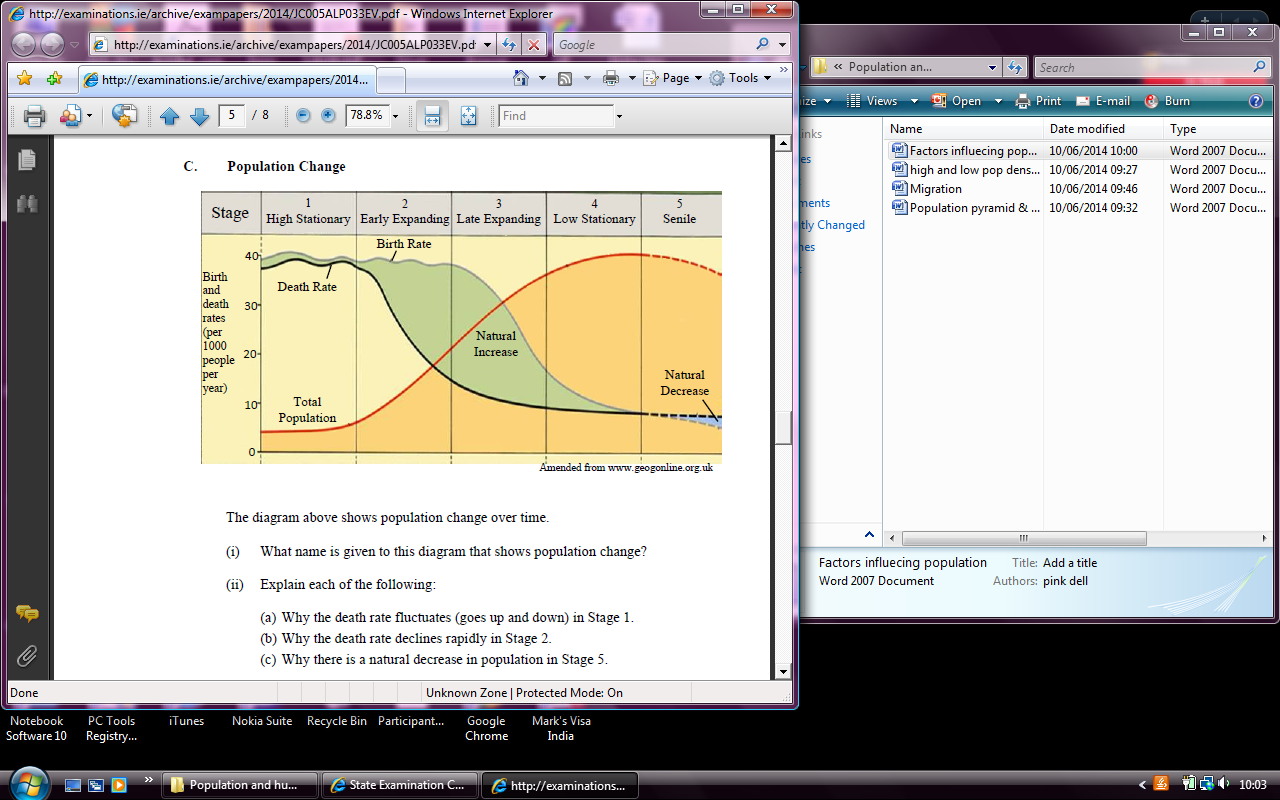 http://examinations.ie/archive/exampapers/2014/JC005ALP033EV.pdf - Windows Internet Explorer
http://examinations.ie/archive/exampapers/2014/JC005ALP033EV.pd
Google
http://examinations.ie/archive/exampapers/2014...
Page
Tools
5 / 8
78.8%
Find
C. Population Change
Stage
1
High Stationary
2
Early Expanding
3
Late Expanding
4
Low Stationary
5
Senile
Birth Rate
Death Rate
Birth
and
death
rates
(per
1000
people
per
year)
40
30
20
10
0
Natural
Increase
Natural
Decrease
Total
Population
Amended from www.geogonline.org.uk
The diagram above shows population change over time.
(i) What name is given to this diagram that shows population change?
(ii) Explain each of the following:
(a) Why the death rate fluctuates (goes up and down) in Stage 1.
(b) Why the death rate declines rapidly in Stage 2.
(c) Why there is a natural decrease in population in Stage 5.
Done
Unknown Zone | Protected Mode: On
Population an...
Search
ize
Views
Open
Print
E-mail
Burn
inks
es
ments
tly Changed
nes
Name Date modified Type
Factors influecing pop... 10/06/2014 10:00 Word 2007 Docu...
high and low pop dens... 10/06/2014 09:27 Word 2007 Docu...
Migration 10/06/2014 09:46 Word 2007 Docu...
Population pyramid & ... 10/06/2014 09:32 Word 2007 Docu...
Factors influecing population Title: Add a title
Word 2007 Document Authors: pink dell
Notebook
Software 10
PC Tools
Registry...
iTunes
Nokia Suite
Recycle Bin
Participant...
Google
Chrome
Mark's Visa
India
Population and hu...
State Examination C...
http://examinations...
10:03